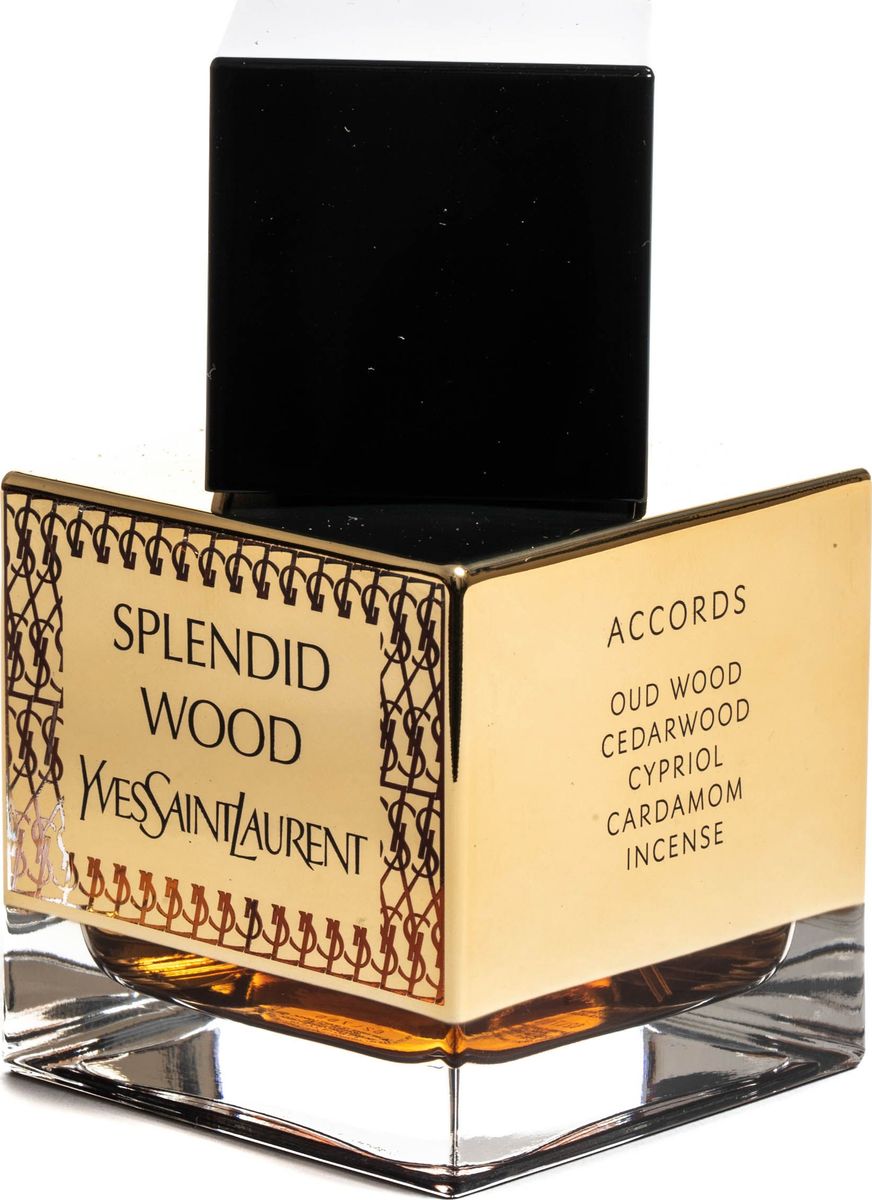 SPLENDID
WOOD
YVESSAINTLAURENT
ACCORDS
OUD WOOD
CEDARWOOD
CYPRIOL
CARDAMOM
INCENSE